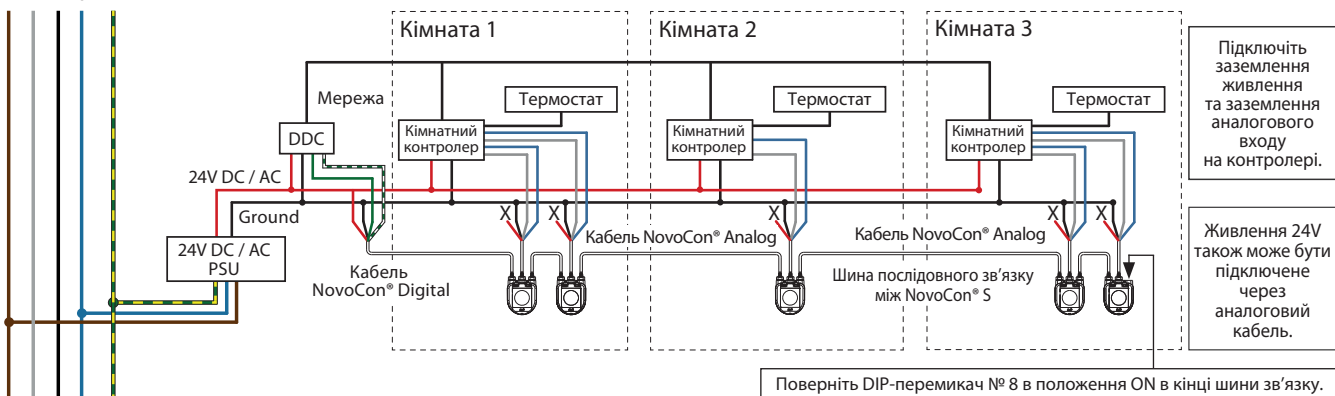 Кімната 1
Кімната 2
Кімната 3
Мережа
Термостат
Термостат
Термостат
DDC
Кімнатний
контролер
Кімнатний
контролер
Кімнатний
контролер
24V DC / AC
Ground
24V DC / AC
PSU
X
X
X
X
X
Кабель
NovoCon® Digital
Кабель NovoCon® Analog
Кабель NovoCon® Analog
Шина послідовного зв’язку
між NovoCon® S
Підключіть
заземлення
живлення
та заземлення
аналогового
входу
на контролері.
Живлення 24V
також може бути
підключене
через
аналоговий
кабель.
Поверніть DIP-перемикач № 8 в положення ON в кінці шини зв’язку.